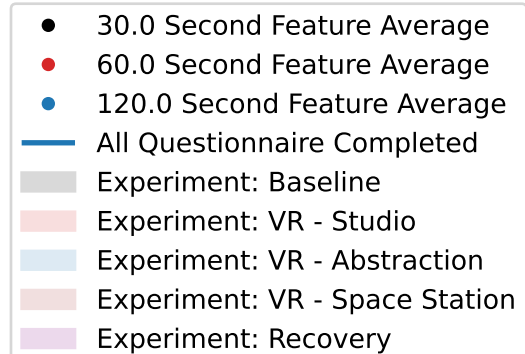 30.0 Second Feature Average
60.0 Second Feature Average
120.0 Second Feature Average
All Questionnaire Completed
Experiment: Baseline
Experiment: VR - Studio
Experiment: VR - Abstraction
Experiment: VR - Space Station
Experiment: Recovery